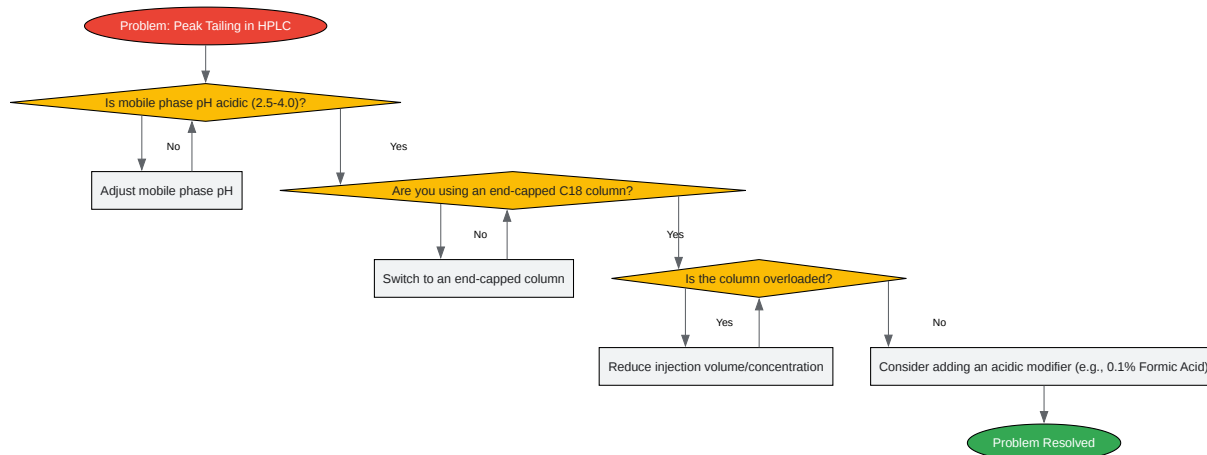 Problem: Peak Tailing in HPLC
Is mobile phase pH acidic (2.5-4.0)?
No
Yes
Adjust mobile phase pH
Are you using an end-capped C18 column?
No
Yes
Switch to an end-capped column
Is the column overloaded?
Yes
No
Reduce injection volume/concentration
Consider adding an acidic modifier (e.g., 0.1% Formic Acid)
Problem Resolved